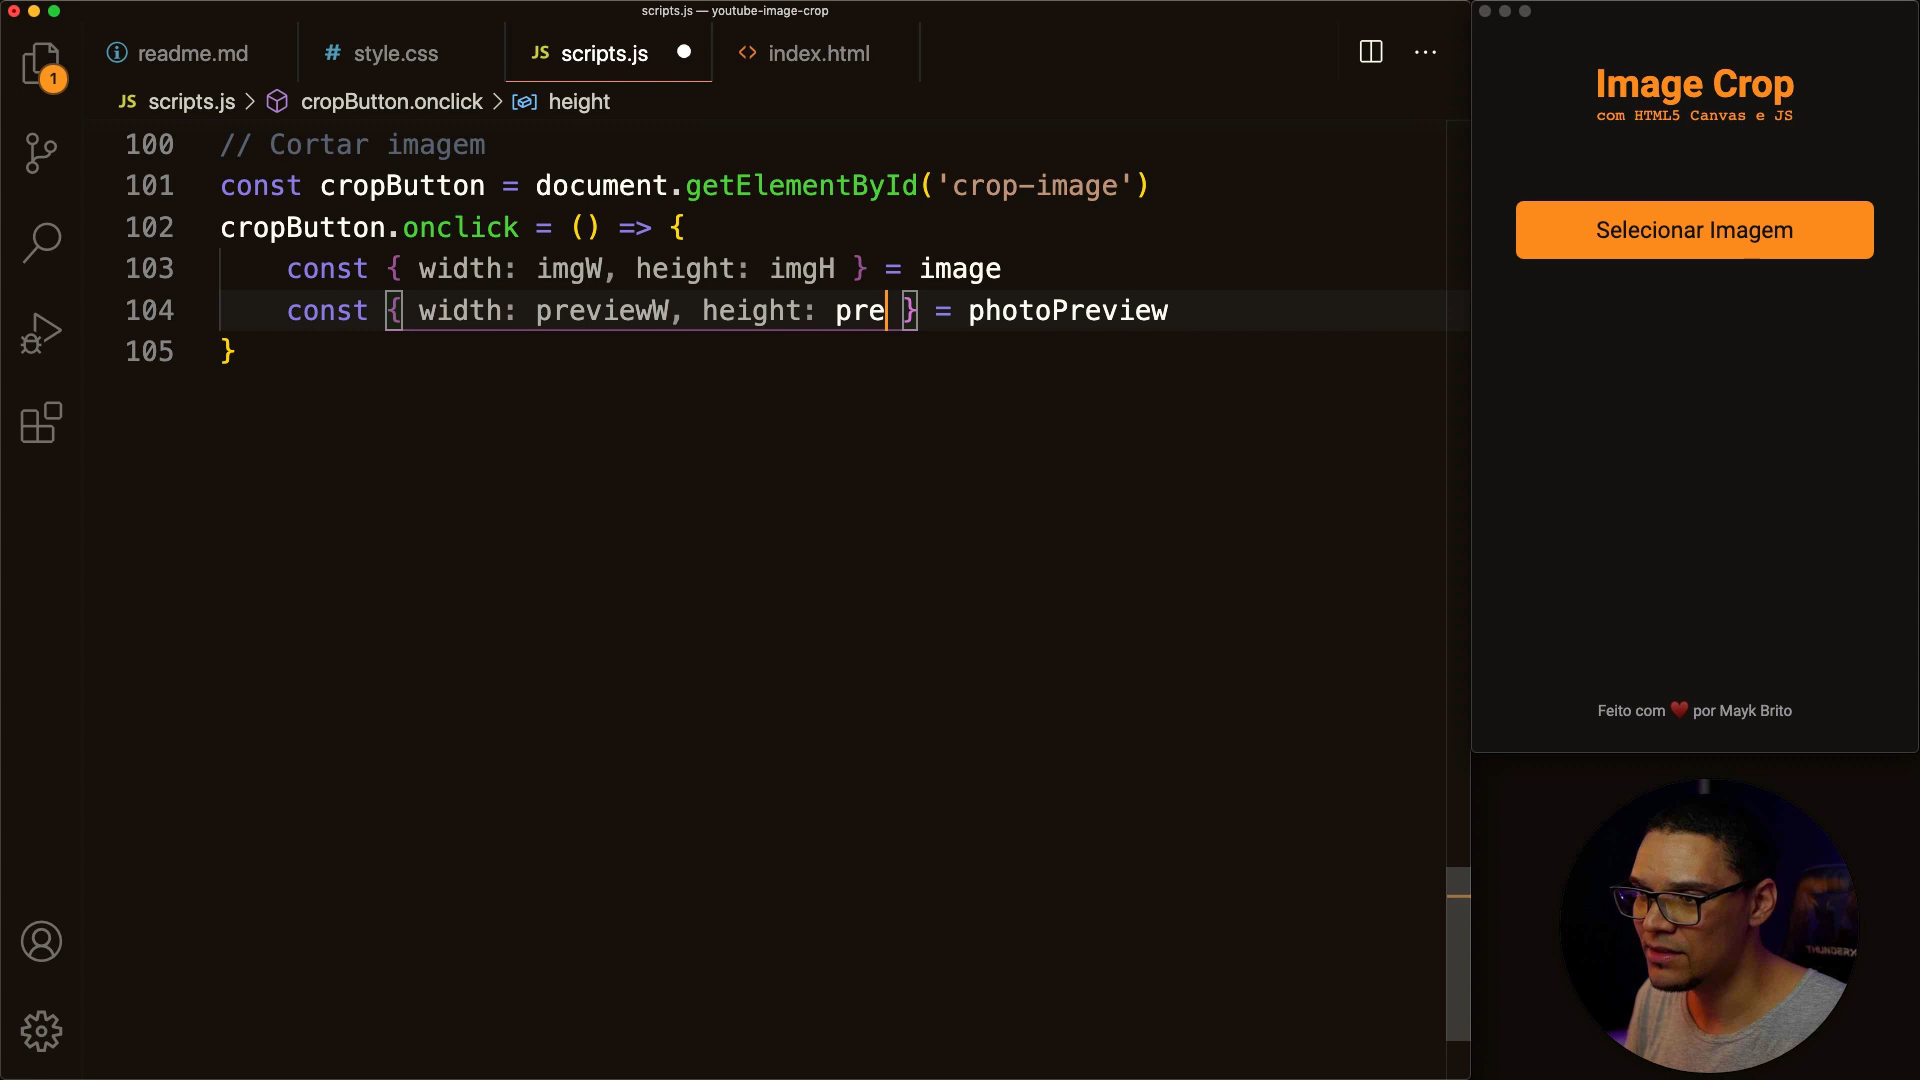 scripts.js — youtube-image-crop
readme.md
# style.css
JS scripts.js
<> index.html
JS scripts.js > cropButton.onclick > height
1
100 // Cortar imagem
101 const cropButton = document.getElementById('crop-image')
102 cropButton.onclick = () => {
103 const { width: imgW, height: imgH } = image
104 const { width: previewW, height: pre } = photoPreview
105 }
Image Crop
com HTML5 Canvas e JS
Selecionar Imagem
Feito com ❤️ por Mayk Brito